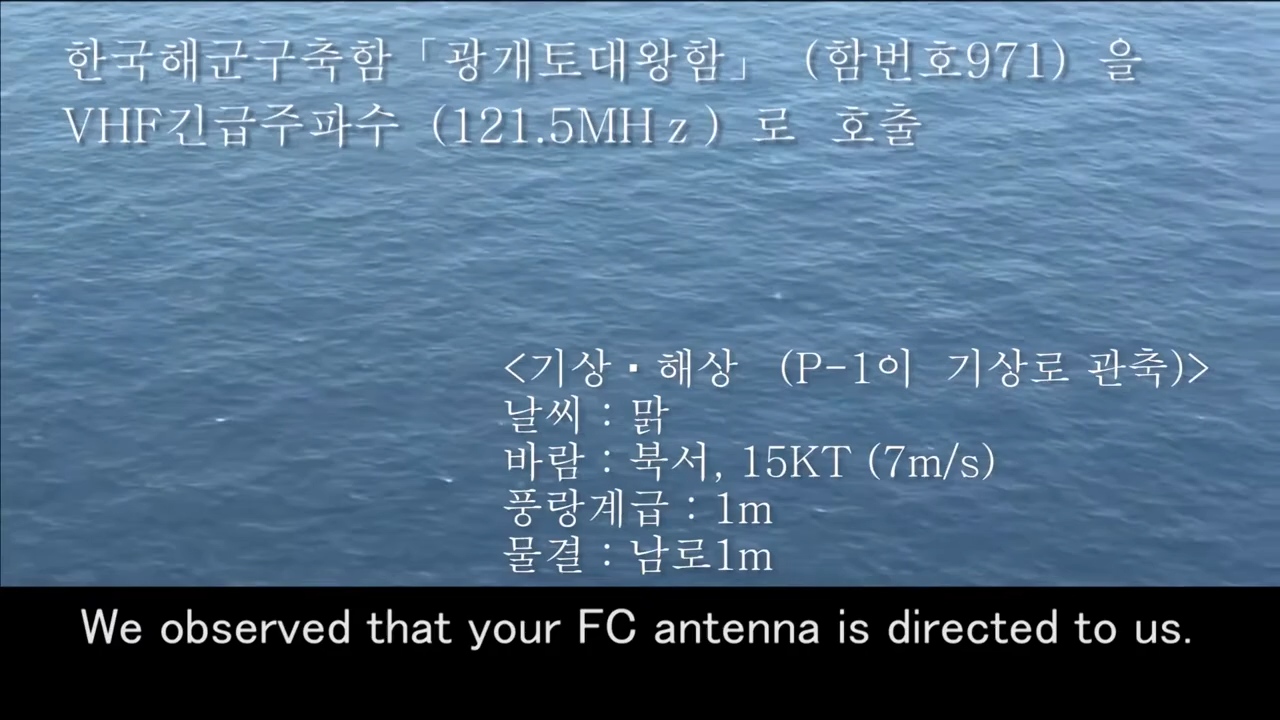 한국해군구축함「광개토대왕함」 (함번호971) 을
VHF긴급주파수 (121.5MHz) 로 호출
<기상・해상 (P-1이 기상로 관축)>
날씨 : 맑
바람 : 북서, 15KT (7m/s)
풍랑계급 : 1m
물결 : 남로1m
We observed that your FC antenna is directed to us.